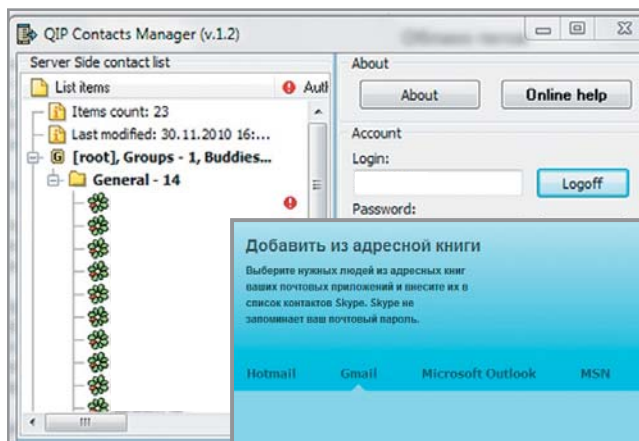 QIP Contacts Manager (v.1.2)
Server Side contact list
List items
Items count: 23
Last modified: 30.11.2010 16:...
[root], Groups - 1, Buddies...
General - 14
About
About Online help
Account
Login:
Logoff
Password:
Добавить из адресной книги
Выберите нужных людей из адресных книг
ваших почтовых приложений и внесите их в
список контактов Skype. Skype не
запоминает ваш почтовый пароль.
Hotmail Gmail Microsoft Outlook MSN